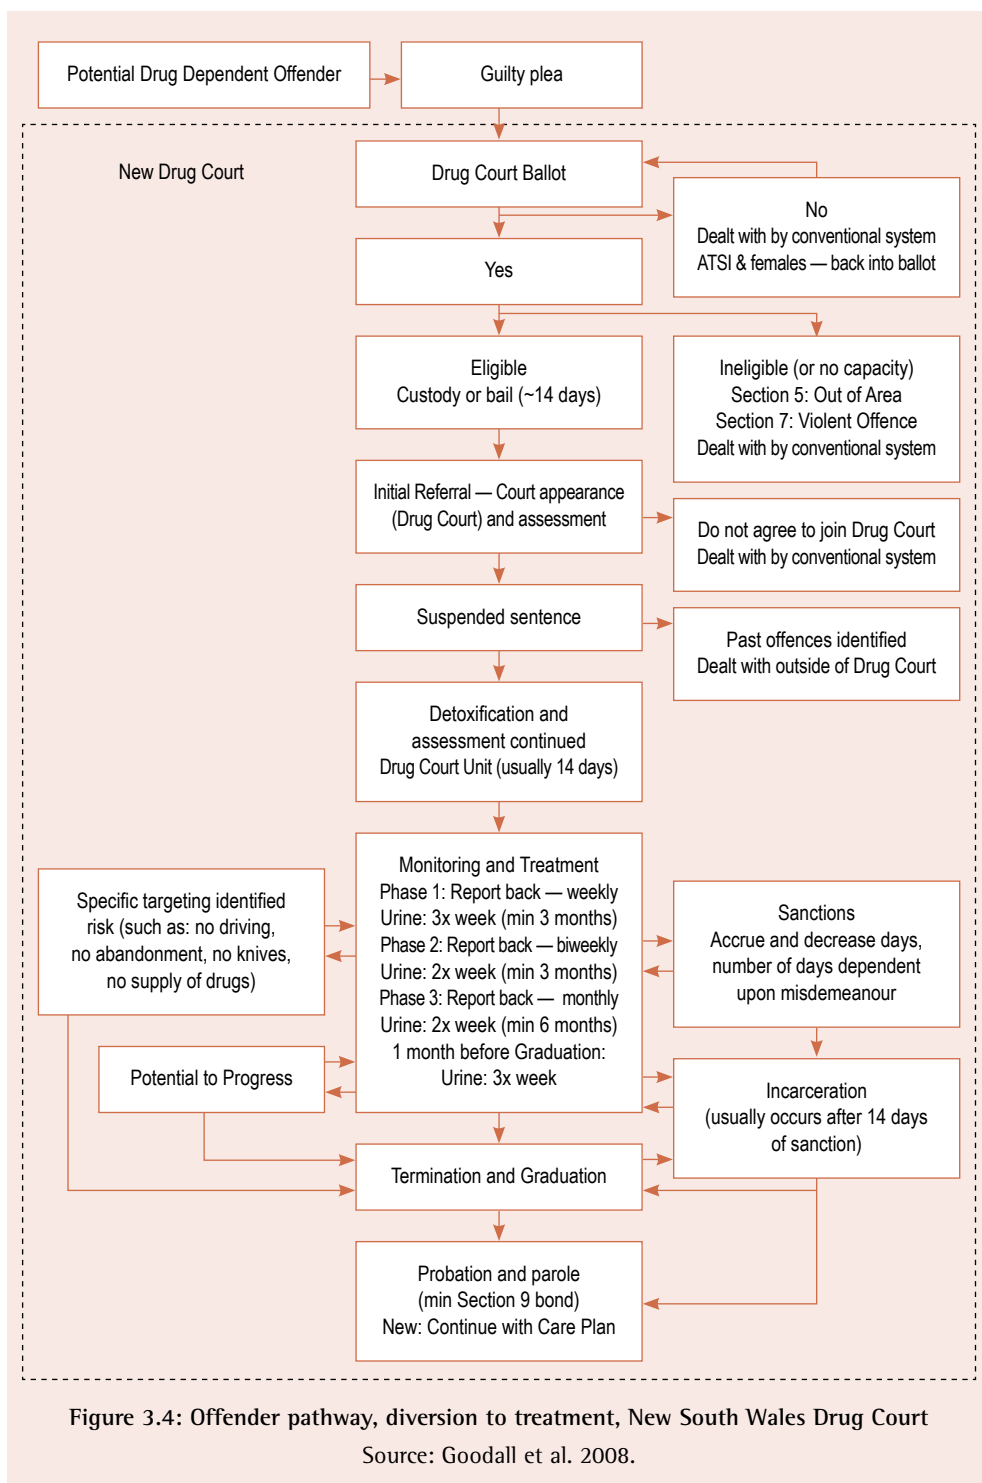 Potential Drug Dependent Offender
Guilty plea
New Drug Court
Drug Court Ballot
No
Dealt with by conventional system
ATSI & females — back into ballot
Yes
Eligible
Custody or bail (~14 days)
Ineligible (or no capacity)
Section 5: Out of Area
Section 7: Violent Offence
Dealt with by conventional system
Initial Referral — Court appearance
(Drug Court) and assessment
Do not agree to join Drug Court
Dealt with by conventional system
Suspended sentence
Past offences identified
Dealt with outside of Drug Court
Detoxification and
assessment continued
Drug Court Unit (usually 14 days)
Monitoring and Treatment
Phase 1: Report back — weekly
Urine: 3x week (min 3 months)
Phase 2: Report back — biweekly
Urine: 2x week (min 3 months)
Phase 3: Report back — monthly
Urine: 2x week (min 6 months)
1 month before Graduation:
Urine: 3x week
Specific targeting identified
risk (such as: no driving,
no abandonment, no knives,
no supply of drugs)
Sanctions
Accrue and decrease days,
number of days dependent
upon misdemeanour
Potential to Progress
Incarceration
(usually occurs after 14 days
of sanction)
Termination and Graduation
Probation and parole
(min Section 9 bond)
New: Continue with Care Plan
Figure 3.4: Offender pathway, diversion to treatment, New South Wales Drug Court
Source: Goodall et al. 2008.